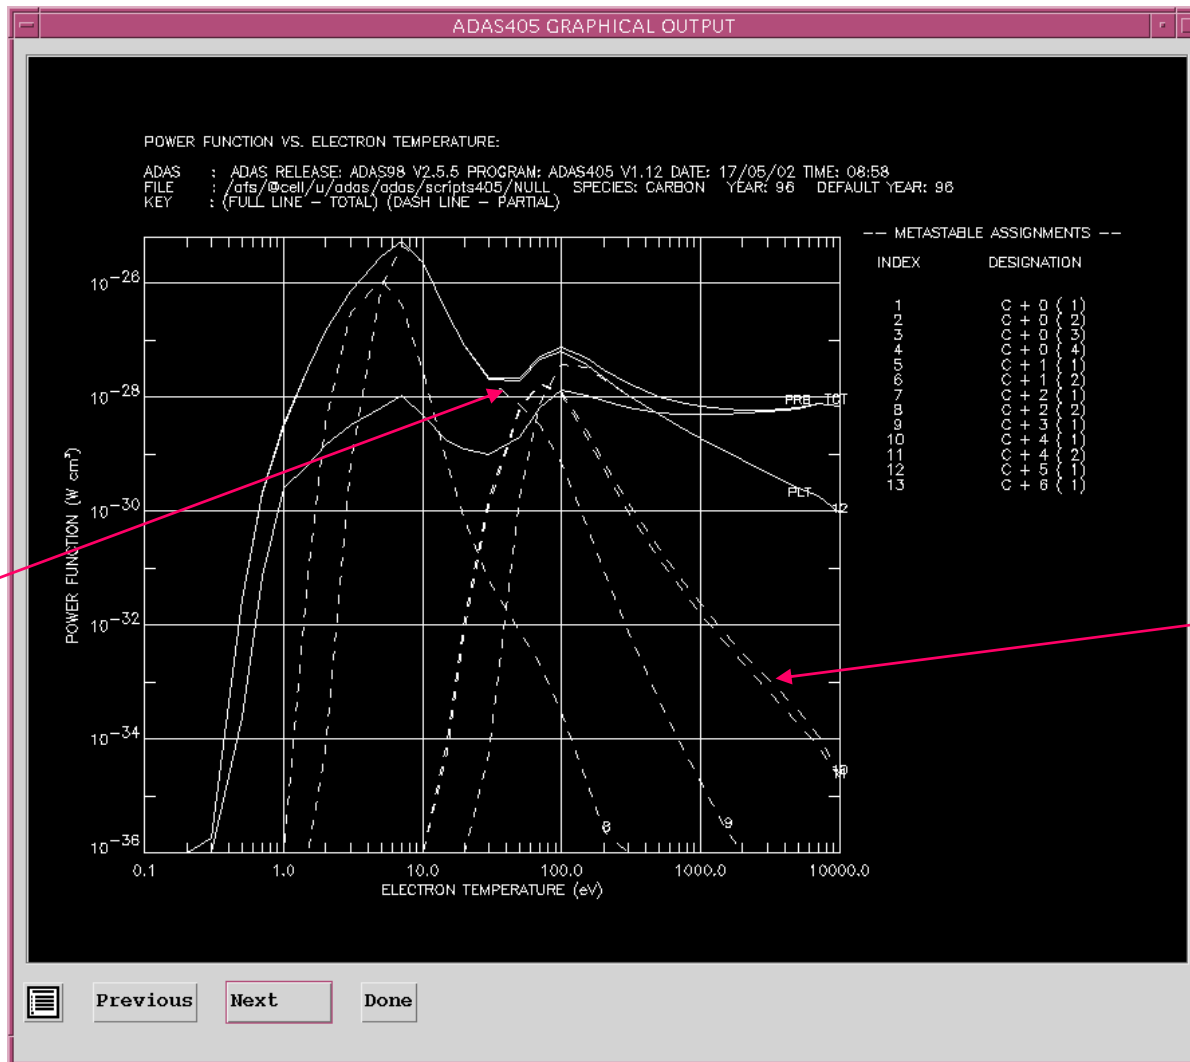 ADAS405 GRAPHICAL OUTPUT
POWER FUNCTION VS. ELECTRON TEMPERATURE:
ADAS : ADAS RELEASE: ADAS98 V2.5.5 PROGRAM: ADAS405 V1.12 DATE: 17/05/02 TIME: 08:58
FILE : /afs/@cell/u/adas/adas/scripts405/NULL SPECIES: CARBON YEAR: 96 DEFAULT YEAR: 96
KEY : (FULL LINE - TOTAL) (DASH LINE - PARTIAL)
-- METASTABLE ASSIGNMENTS --
INDEX DESIGNATION
1 C + 0 ( 1)
2 C + 0 ( 2)
3 C + 0 ( 3)
4 C + 0 ( 4)
5 C + 1 ( 1)
6 C + 1 ( 2)
7 C + 2 ( 1)
8 C + 2 ( 2)
9 C + 3 ( 1)
10 C + 4 ( 1)
11 C + 4 ( 2)
12 C + 5 ( 1)
13 C + 6 ( 1)
POWER FUNCTION (W cm³)
10⁻²⁶
10⁻²⁸
10⁻³⁰
10⁻³²
10⁻³⁴
10⁻³⁶
PRB TOT
PLT
12
8
9
0.1 1.0 10.0 100.0 1000.0 10000.0
ELECTRON TEMPERATURE (eV)
Previous Next Done